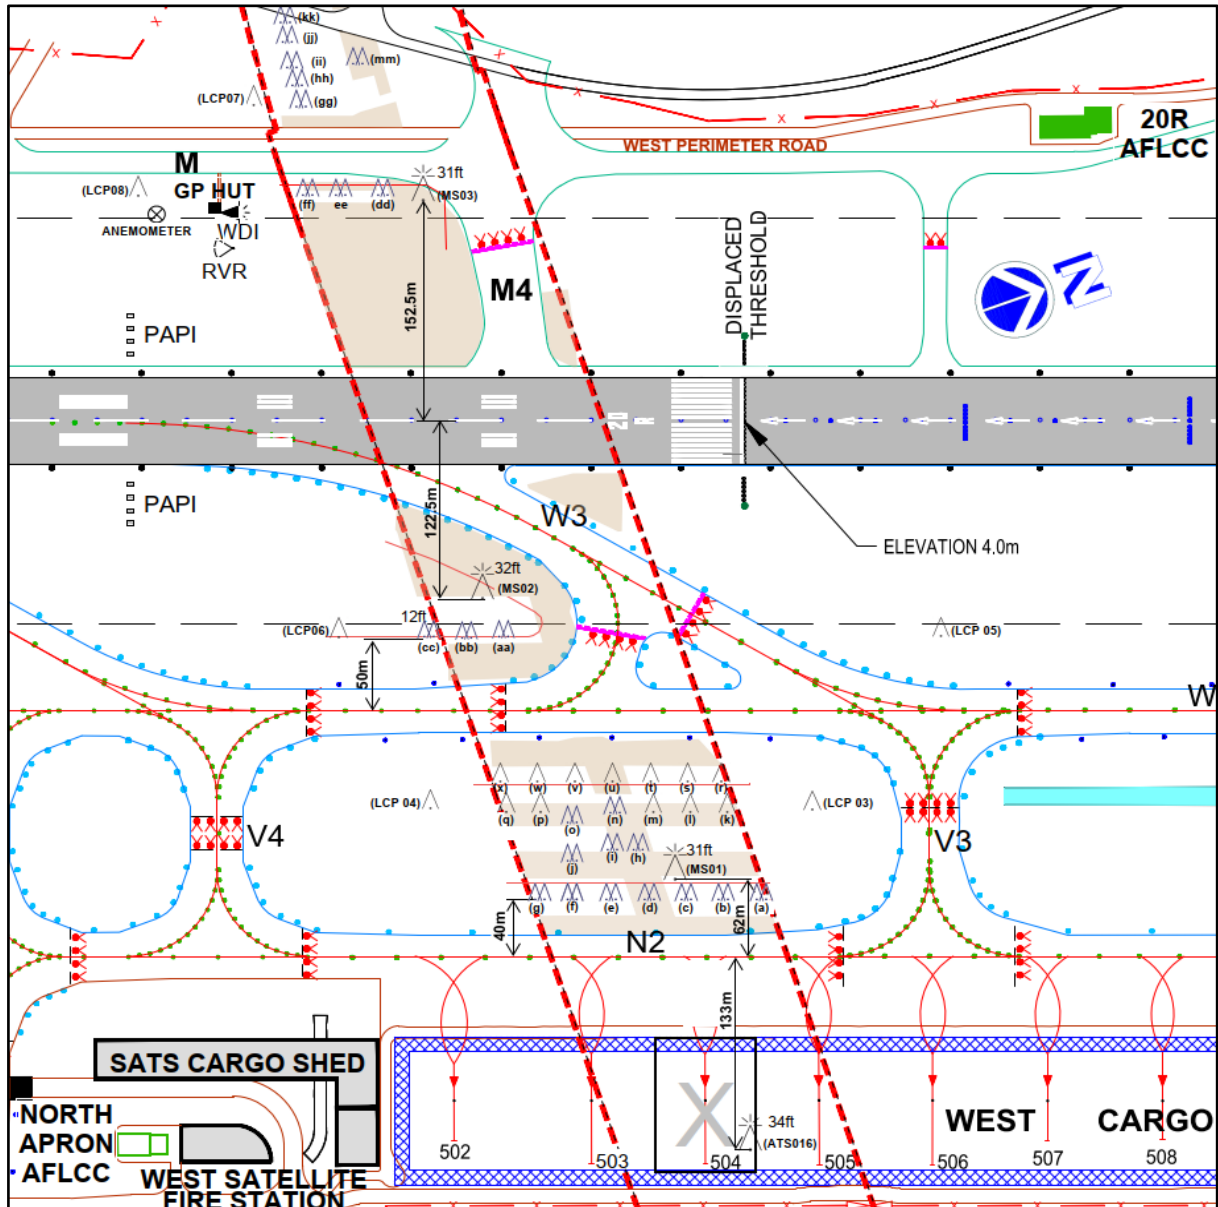 (kk)
(jj)
(ii)
(mm)
(hh)
(LCP07)
(gg)
20R
AFLCC
WEST PERIMETER ROAD
M
GP HUT
(LCP08)
31ft
(MS03)
(ff)
ee
(dd)
ANEMOMETER
WDI
RVR
DISPLACED
THRESHOLD
N
M4
152.5m
PAPI
20
122.5m
PAPI
W3
ELEVATION 4.0m
32ft
(MS02)
12ft
(LCP06)
(cc)
(bb)
(aa)
(LCP 05)
50m
W
(x)
(w)
(v)
(u)
(t)
(s)
(r)
(LCP 04)
(LCP 03)
(q)
(p)
(o)
(n)
(m)
(l)
(k)
V4
V3
(i)
(h)
(j)
31ft
(MS01)
(g)
(f)
(e)
(d)
(c)
(b)
(a)
40m
62m
N2
133m
SATS CARGO SHED
NORTH
APRON
AFLCC
WEST SATELLITE
FIRE STATION
X
34ft
(ATS016)
WEST CARGO
502
503
504
505
506
507
508